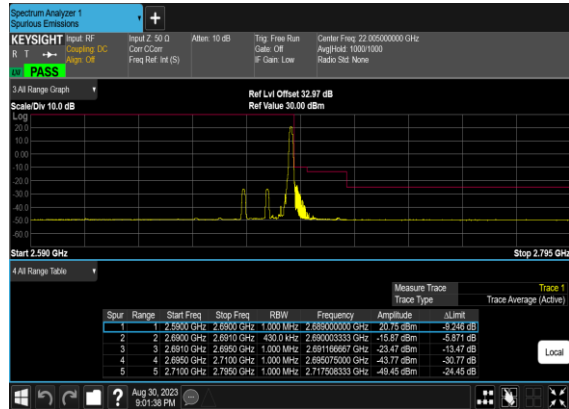 Spectrum Analyzer 1
Spurious Emissions
KEYSIGHT Input: RF Input Z: 50 Ω Atten: 10 dB Trig: Free Run Center Freq: 22.005000000 GHz
R T Coupling: DC Corr CCorr Gate: Off Avg|Hold: 1000/1000
Align: Off Freq Ref: Int (S) IF Gain: Low Radio Std: None
PASS
3 All Range Graph
Ref Lvl Offset 32.97 dB
Scale/Div 10.0 dB Ref Value 30.00 dBm
Log
20.0
10.0
0.00
-10.0
-20.0
-30.0
-40.0
-50.0
-60.0
Start 2.590 GHz Stop 2.795 GHz
4 All Range Table
Measure Trace Trace 1
Trace Type Trace Average (Active)
Spur Range Start Freq Stop Freq RBW Frequency Amplitude ΔLimit
1 1 2.5900 GHz 2.6900 GHz 1.000 MHz 2.689000000 GHz 20.75 dBm -9.246 dB
2 2 2.6900 GHz 2.6910 GHz 430.0 kHz 2.690003333 GHz -15.87 dBm -5.871 dB
3 3 2.6910 GHz 2.6950 GHz 1.000 MHz 2.691166667 GHz -23.47 dBm -13.47 dB
4 4 2.6950 GHz 2.7100 GHz 1.000 MHz 2.695075000 GHz -43.77 dBm -30.77 dB
5 5 2.7100 GHz 2.7950 GHz 1.000 MHz 2.717508333 GHz -49.45 dBm -24.45 dB
Local
? Aug 30, 2023
9:01:38 PM